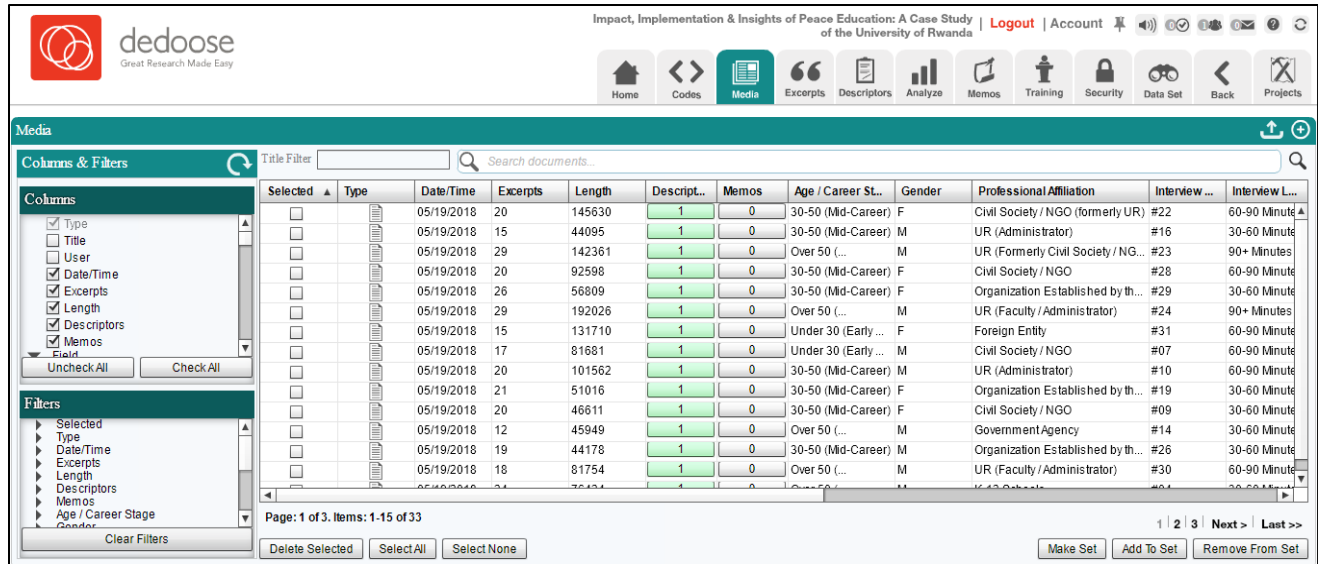 Impact, Implementation & Insights of Peace Education: A Case Study
of the University of Rwanda | Logout | Account
dedoose
Great Research Made Easy
Home Codes Media Excerpts Descriptors Analyze Memos Training Security Data Set Back Projects
Media
Columns & Filters
Title Filter Search documents...
Columns
Selected Type Date/Time Excerpts Length Descript... Memos Age / Career St... Gender Professional Affiliation Interview ... Interview L...
Type
Title
User
Date/Time
Excerpts
Length
Descriptors
Memos
Field
Uncheck All Check All
05/19/2018 20 145630 1 0 30-50 (Mid-Career) F Civil Society / NGO (formerly UR) #22 60-90 Minute
05/19/2018 15 44095 1 0 30-50 (Mid-Career) M UR (Administrator) #16 30-60 Minute
05/19/2018 29 142361 1 0 Over 50 (... M UR (Formerly Civil Society / NG... #23 90+ Minutes
05/19/2018 20 92598 1 0 30-50 (Mid-Career) F Civil Society / NGO #28 60-90 Minute
05/19/2018 26 56809 1 0 30-50 (Mid-Career) F Organization Established by th... #29 30-60 Minute
05/19/2018 29 192026 1 0 Over 50 (... M UR (Faculty / Administrator) #24 90+ Minutes
05/19/2018 15 131710 1 0 Under 30 (Early ... F Foreign Entity #31 60-90 Minute
05/19/2018 17 81681 1 0 Under 30 (Early ... M Civil Society / NGO #07 60-90 Minute
05/19/2018 20 101562 1 0 30-50 (Mid-Career) M UR (Administrator) #10 60-90 Minute
05/19/2018 21 51016 1 0 30-50 (Mid-Career) F Organization Established by th... #19 30-60 Minute
05/19/2018 20 46611 1 0 30-50 (Mid-Career) F Civil Society / NGO #09 30-60 Minute
05/19/2018 12 45949 1 0 Over 50 (... M Government Agency #14 30-60 Minute
05/19/2018 19 44178 1 0 30-50 (Mid-Career) M Organization Established by th... #26 30-60 Minute
05/19/2018 18 81754 1 0 Over 50 (... M UR (Faculty / Administrator) #30 60-90 Minute
Filters
Selected
Type
Date/Time
Excerpts
Length
Descriptors
Memos
Age / Career Stage
Gender
Clear Filters
Page: 1 of 3. Items: 1-15 of 33
1 | 2 | 3 | Next > | Last >>
Delete Selected Select All Select None Make Set Add To Set Remove From Set